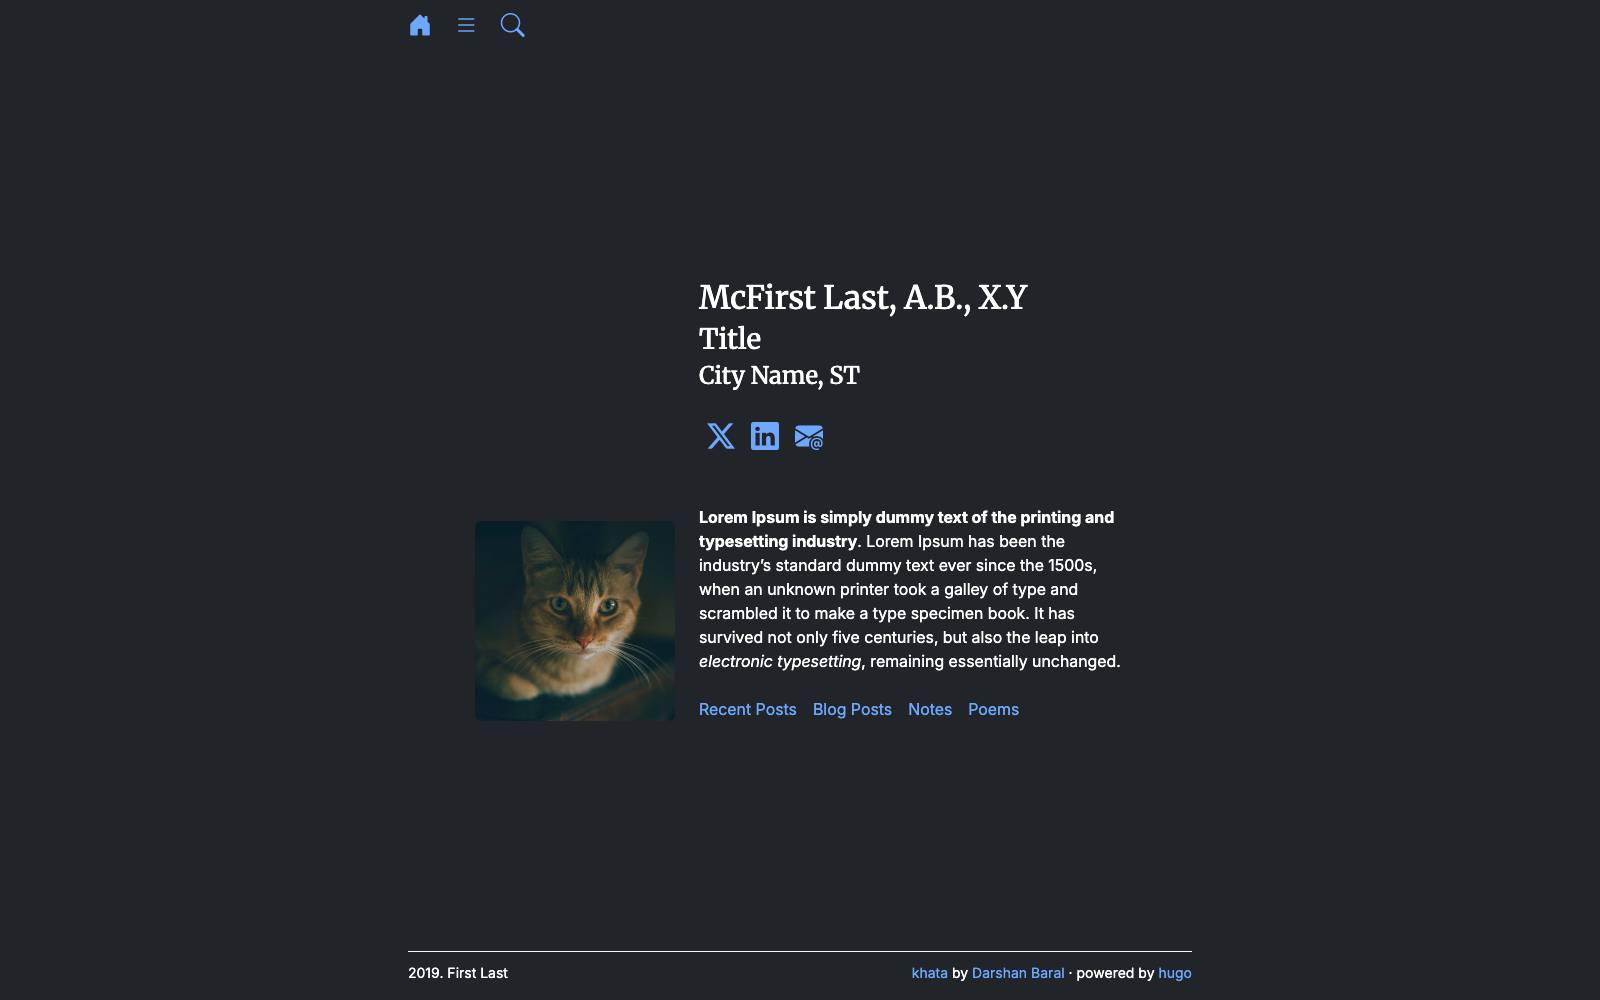 McFirst Last, A.B., X.Y
Title
City Name, ST
Lorem Ipsum is simply dummy text of the printing and
typesetting industry. Lorem Ipsum has been the
industry’s standard dummy text ever since the 1500s,
when an unknown printer took a galley of type and
scrambled it to make a type specimen book. It has
survived not only five centuries, but also the leap into
electronic typesetting, remaining essentially unchanged.
Recent Posts Blog Posts Notes Poems
2019. First Last
khata by Darshan Baral · powered by hugo